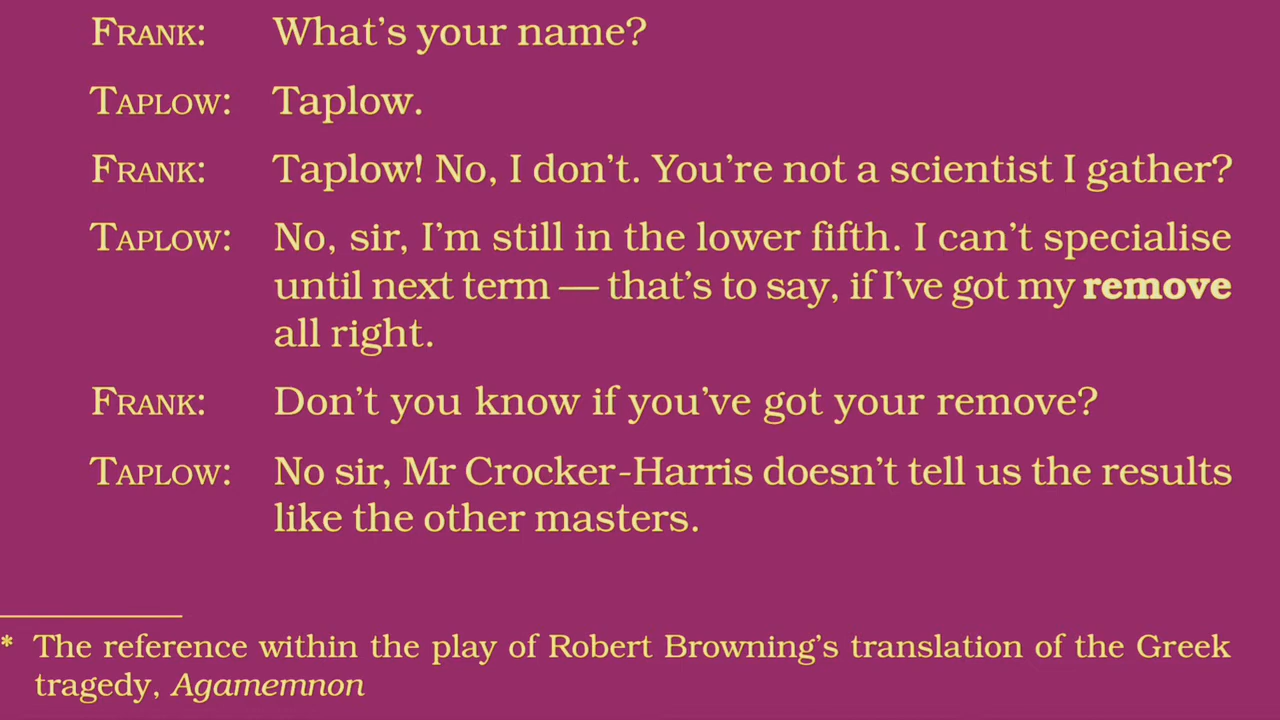 FRANK: What’s your name?
TAPLOW: Taplow.
FRANK: Taplow! No, I don’t. You’re not a scientist I gather?
TAPLOW: No, sir, I’m still in the lower fifth. I can’t specialise
until next term — that’s to say, if I’ve got my remove
all right.
FRANK: Don’t you know if you’ve got your remove?
TAPLOW: No sir, Mr Crocker-Harris doesn’t tell us the results
like the other masters.
* The reference within the play of Robert Browning’s translation of the Greek
tragedy, Agamemnon